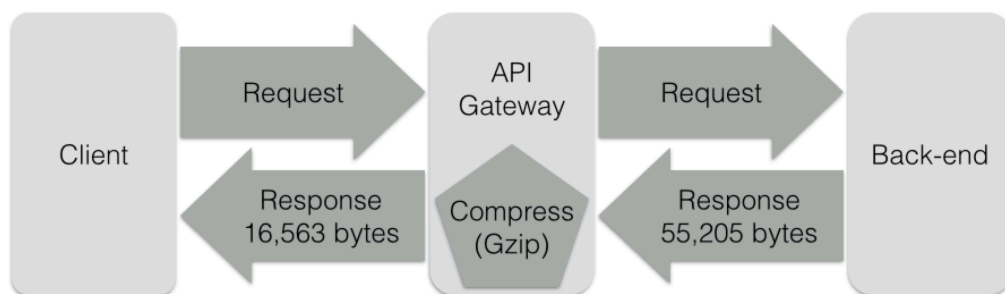 Client
Request
Response
16,563 bytes
API
Gateway
Compress
(Gzip)
Request
Response
55,205 bytes
Back-end